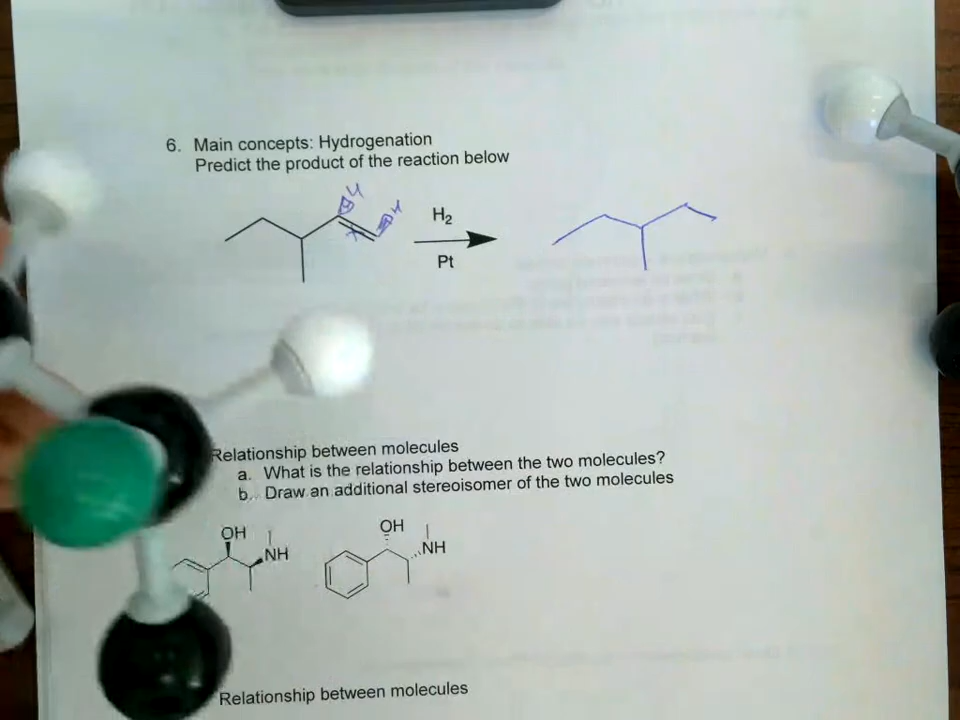 6. Main concepts: Hydrogenation
Predict the product of the reaction below
H
H
H₂
Pt
Relationship between molecules
a. What is the relationship between the two molecules?
b. Draw an additional stereoisomer of the two molecules
OH
NH
OH
NH
Relationship between molecules